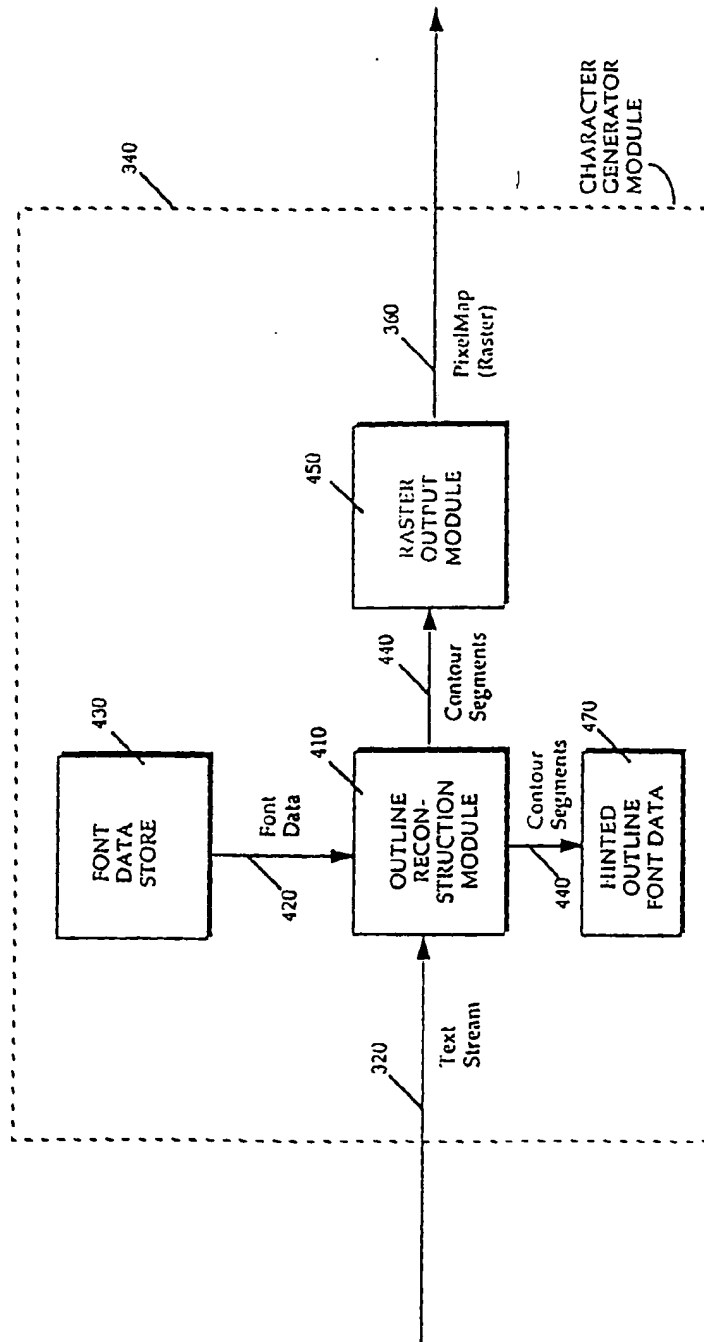 340
CHARACTER
GENERATOR
MODULE
430
FONT
DATA
STORE
420
Font
Data
320
Text
Stream
410
OUTLINE
RECON-
STRUCTION
MODULE
440
Contour
Segments
450
RASTER
OUTPUT
MODULE
360
PixelMap
(Raster)
440
Contour
Segments
470
HINTED
OUTLINE
FONT DATA